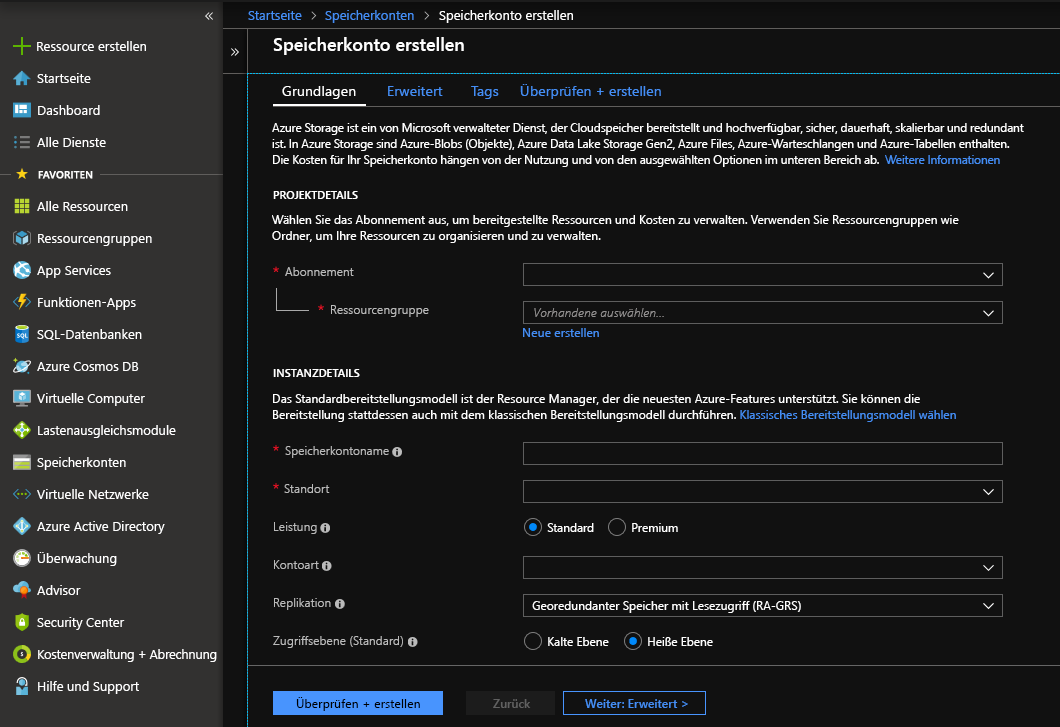 «
Ressource erstellen
Startseite
Dashboard
Alle Dienste
FAVORITEN
Alle Ressourcen
Ressourcengruppen
App Services
Funktionen-Apps
SQL-Datenbanken
Azure Cosmos DB
Virtuelle Computer
Lastenausgleichsmodule
Speicherkonten
Virtuelle Netzwerke
Azure Active Directory
Überwachung
Advisor
Security Center
Kostenverwaltung + Abrechnung
Hilfe und Support
Startseite > Speicherkonten > Speicherkonto erstellen
»
Speicherkonto erstellen
Grundlagen Erweitert Tags Überprüfen + erstellen
Azure Storage ist ein von Microsoft verwalteter Dienst, der Cloudspeicher bereitstellt und hochverfügbar, sicher, dauerhaft, skalierbar und redundant
ist. In Azure Storage sind Azure-Blobs (Objekte), Azure Data Lake Storage Gen2, Azure Files, Azure-Warteschlangen und Azure-Tabellen enthalten.
Die Kosten für Ihr Speicherkonto hängen von der Nutzung und von den ausgewählten Optionen im unteren Bereich ab. Weitere Informationen
PROJEKTDETAILS
Wählen Sie das Abonnement aus, um bereitgestellte Ressourcen und Kosten zu verwalten. Verwenden Sie Ressourcengruppen wie
Ordner, um Ihre Ressourcen zu organisieren und zu verwalten.
* Abonnement
* Ressourcengruppe Vorhandene auswählen...
Neue erstellen
INSTANZDETAILS
Das Standardbereitstellungsmodell ist der Resource Manager, der die neuesten Azure-Features unterstützt. Sie können die
Bereitstellung stattdessen auch mit dem klassischen Bereitstellungsmodell durchführen. Klassisches Bereitstellungsmodell wählen
* Speicherkontoname
* Standort
Leistung Standard Premium
Kontoart
Replikation Georedundanter Speicher mit Lesezugriff (RA-GRS)
Zugriffsebene (Standard) Kalte Ebene Heiße Ebene
Überprüfen + erstellen Zurück Weiter: Erweitert >